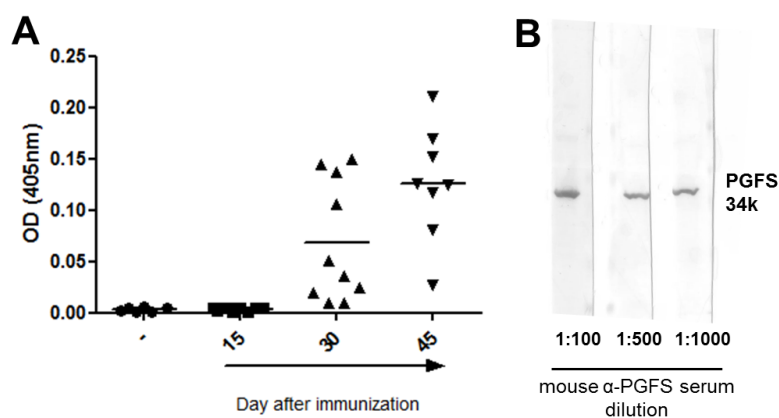 A
OD (405nm)
0.25
0.20
0.15
0.10
0.05
0.00
-
15
30
45
Day after immunization
B
PGFS
34k
1:100 1:500 1:1000
mouse α-PGFS serum
dilution